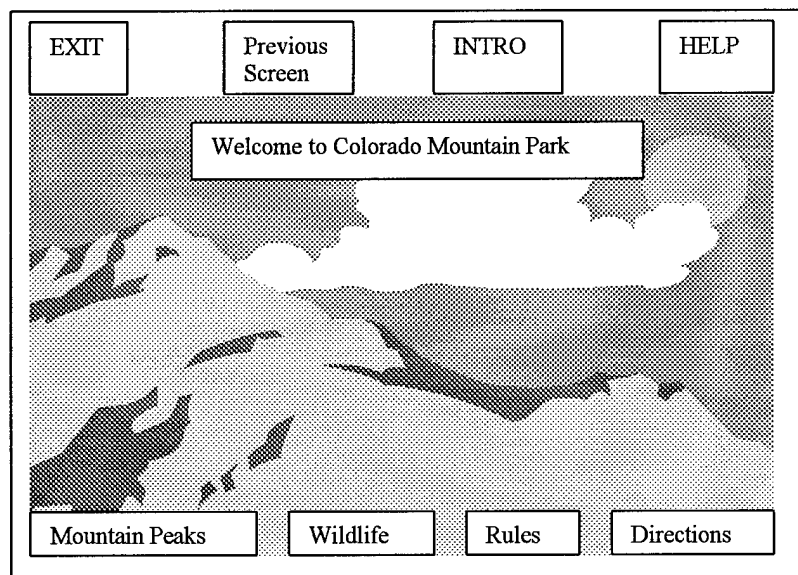 EXIT
Previous
Screen
INTRO
HELP
Welcome to Colorado Mountain Park
Mountain Peaks
Wildlife
Rules
Directions